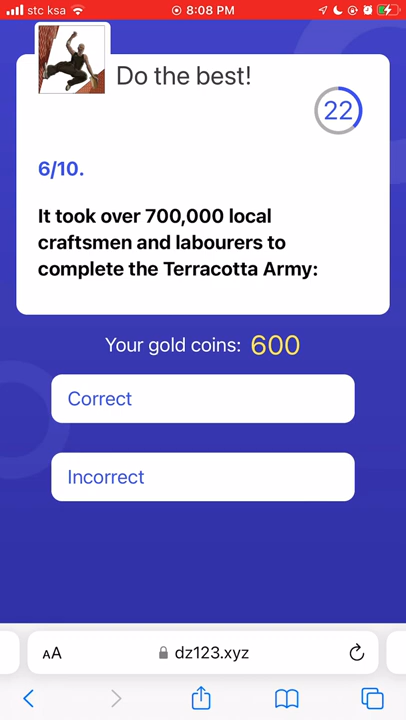 stc ksa 8:08 PM
Do the best!
22
6/10.
It took over 700,000 local
craftsmen and labourers to
complete the Terracotta Army:
Your gold coins: 600
Correct
Incorrect
AA dz123.xyz